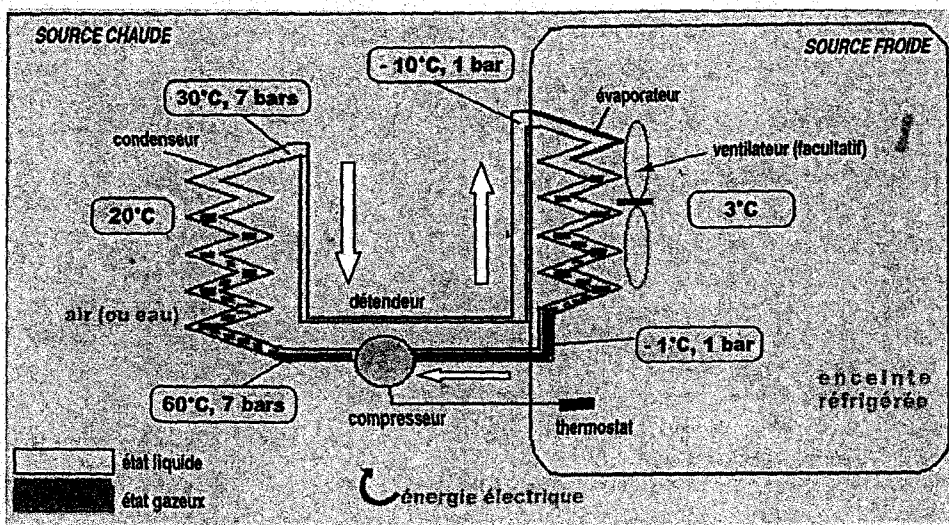 SOURCE CHAUDE
SOURCE FROIDE
- 10°C, 1 bar
30°C, 7 bars
évaporateur
condenseur
ventilateur (facultatif)
20°C
3°C
détendeur
air (ou eau)
- 1°C, 1 bar
60°C, 7 bars
compresseur
thermostat
enceinte
réfrigérée
état liquide
état gazeux
énergie électrique